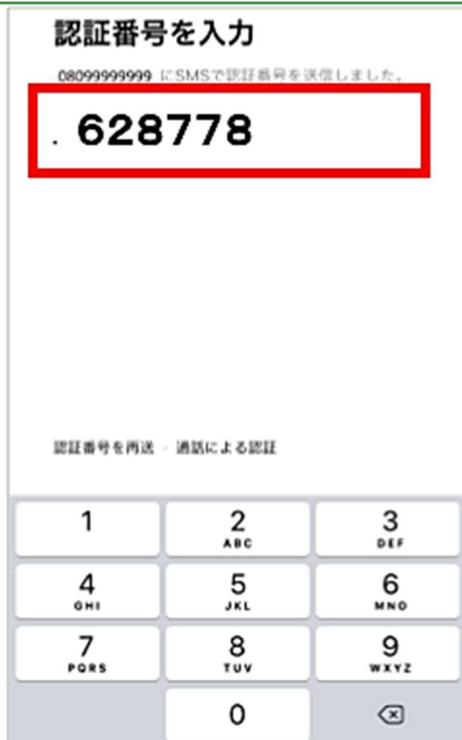 認証番号を入力
08099999999 にSMSで認証番号を送信しました。
628778
認証番号を再送 · 通話による認証
1
2
ABC
3
DEF
4
GHI
5
JKL
6
MNO
7
PQRS
8
TUV
9
WXYZ
0